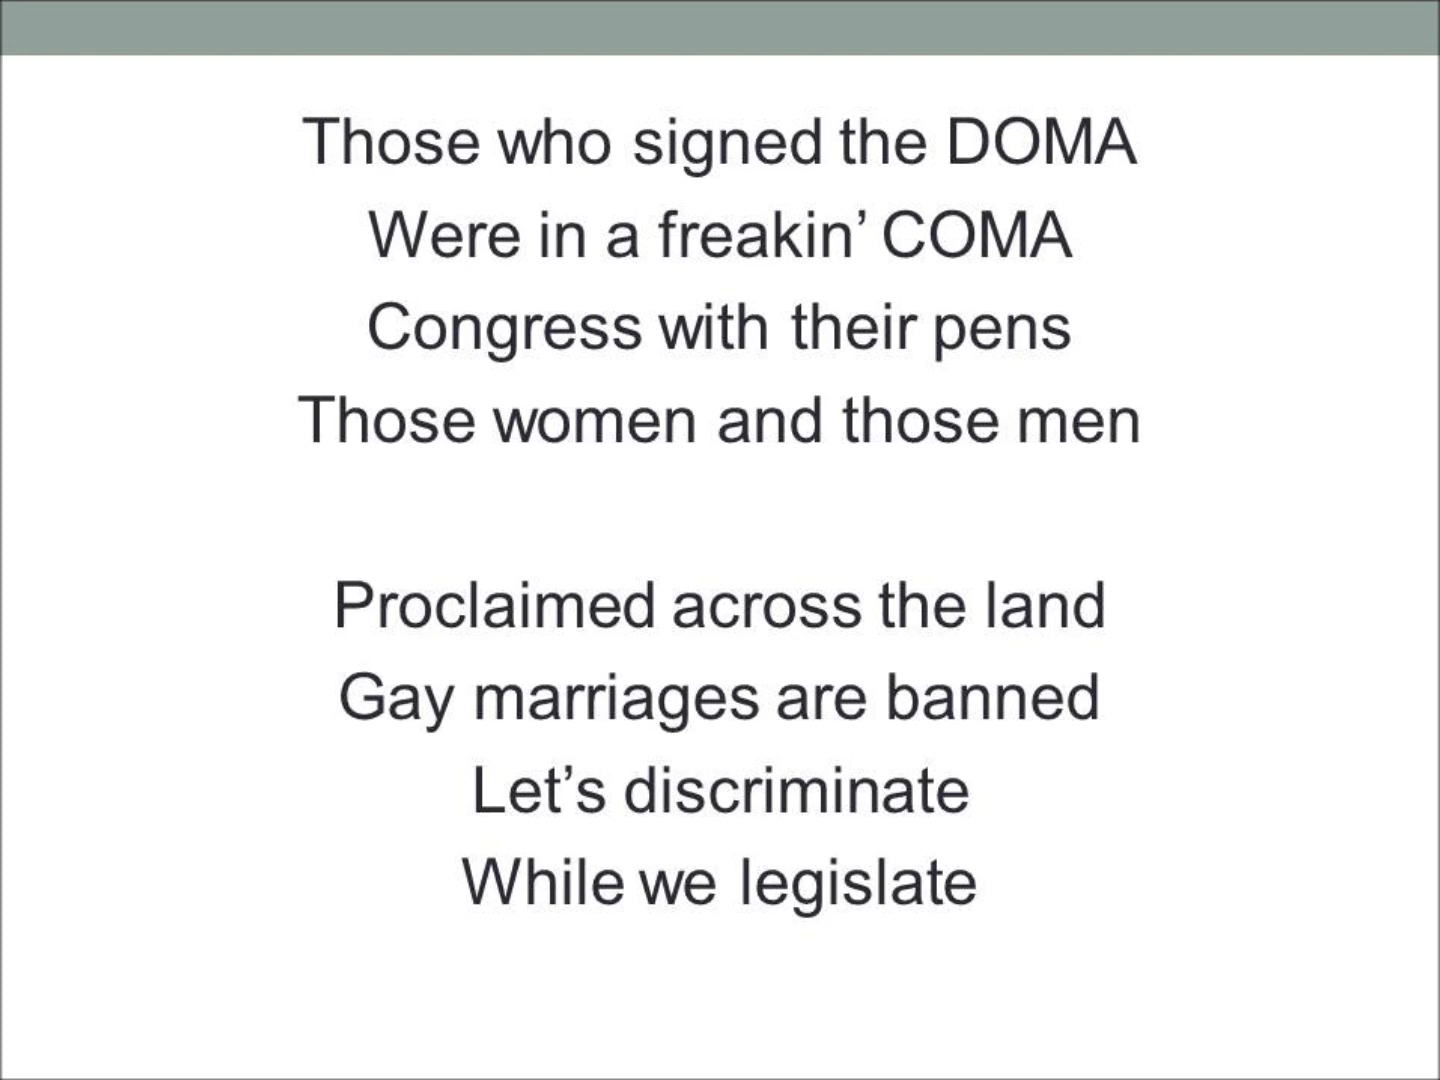 Those who signed the DOMA
Were in a freakin’ COMA
Congress with their pens
Those women and those men
Proclaimed across the land
Gay marriages are banned
Let’s discriminate
While we legislate